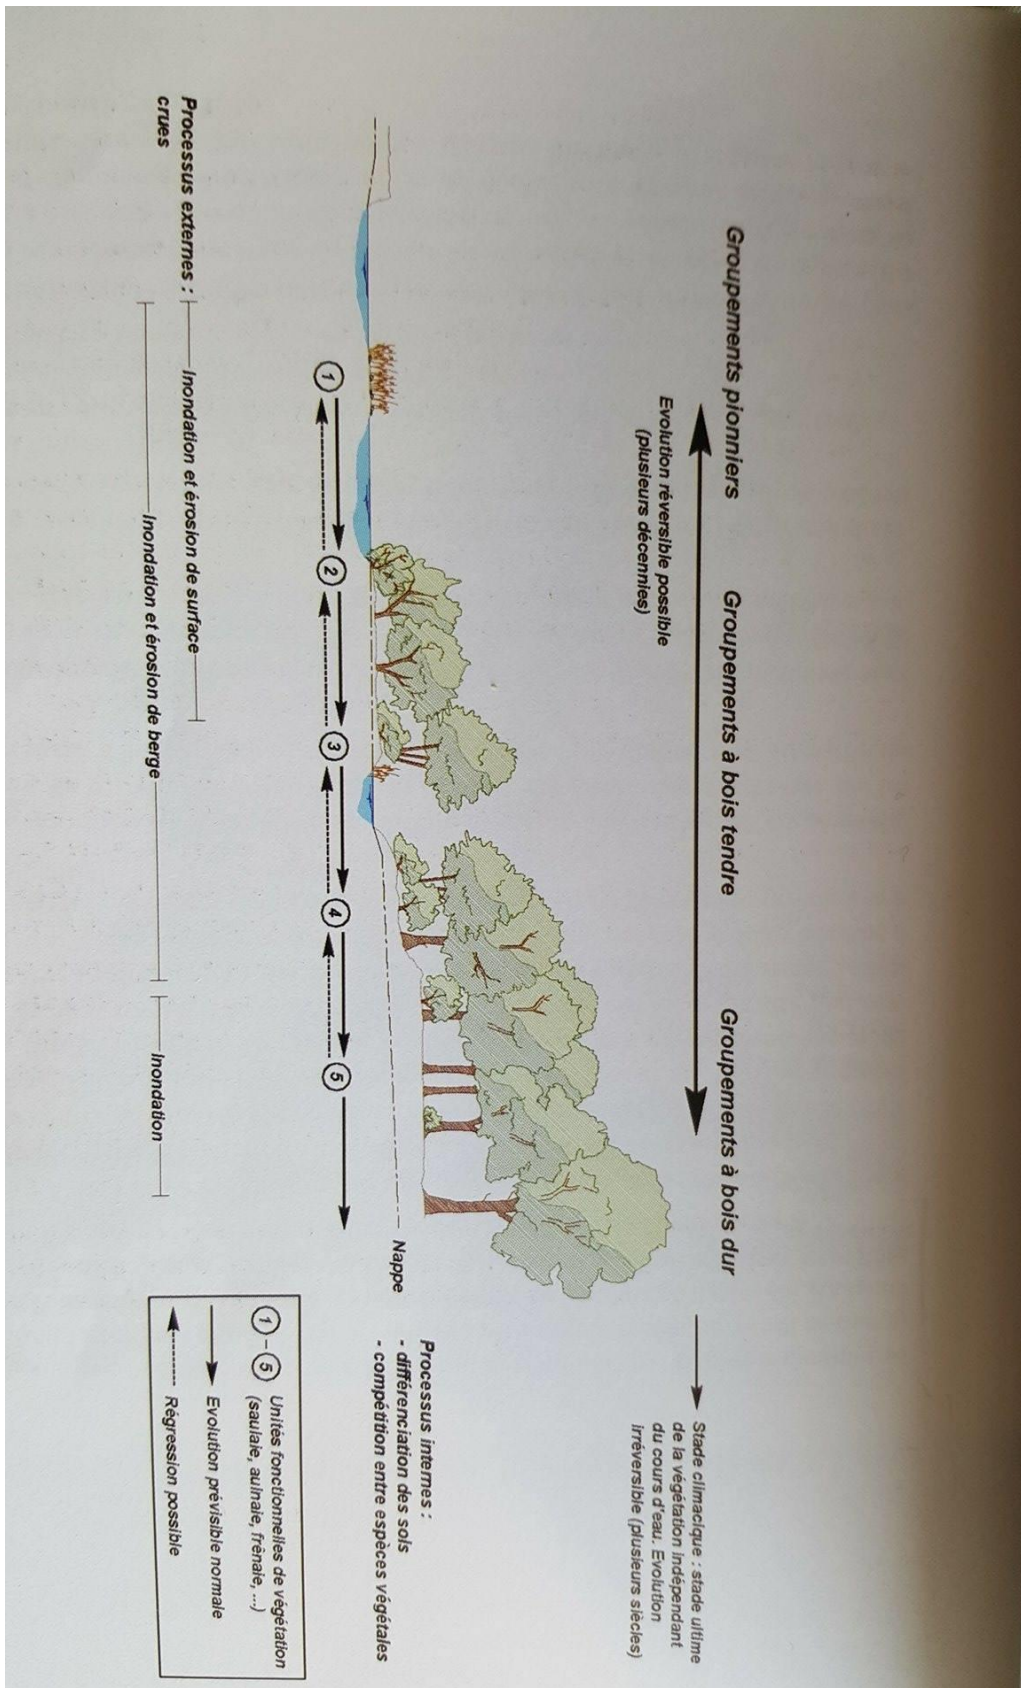 Groupements pionniers
Groupements à bois tendre
Groupements à bois dur
Evolution réversible possible
(plusieurs décennies)
Stade climacique : stade ultime
de la végétation indépendant
du cours d'eau. Evolution
irréversible (plusieurs siècles)
Nappe
Processus internes :
- différenciation des sols
- compétition entre espèces végétales
1
2
3
4
5
Processus externes :
crues
Inondation et érosion de surface
Inondation et érosion de berge
Inondation
1 - 5 Unités fonctionnelles de végétation
(saulaie, aulnaie, frênaie, ...)
Evolution prévisible normale
Régression possible